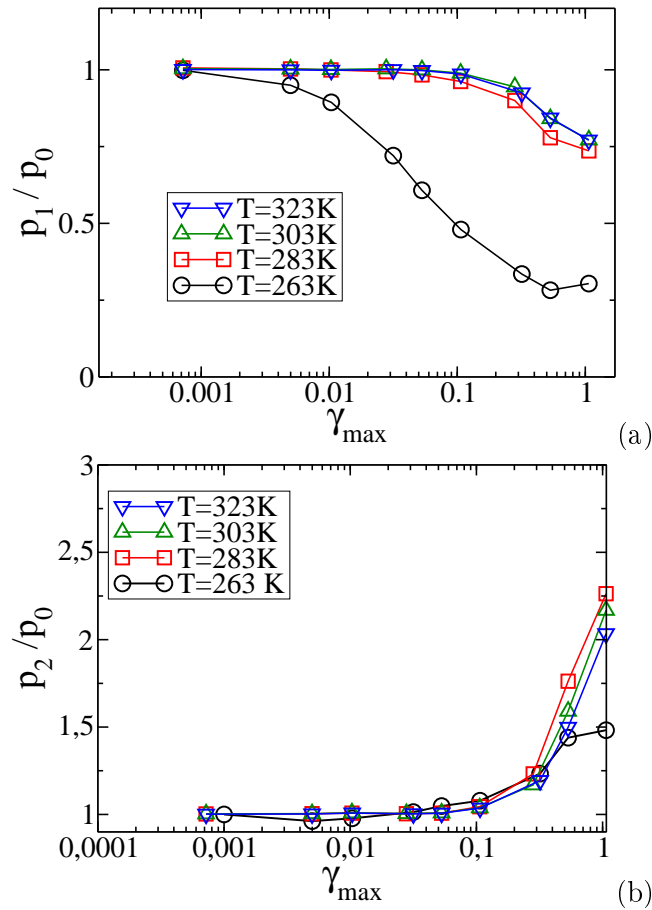 1
0.5
0
p1 / p0
T=323K
T=303K
T=283K
T=263K
0.001 0.01 0.1 1
γmax
(a)
3
2,5
2
1,5
1
p2 /p0
T=323K
T=303K
T=283K
T=263 K
0,0001 0,001 0,01 0,1 1
γmax
(b)